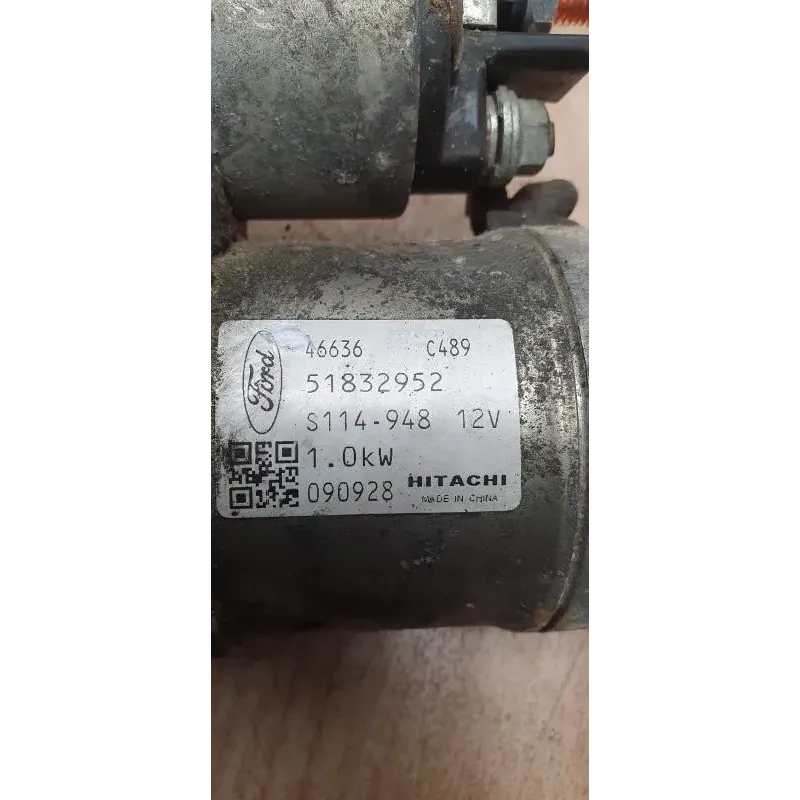 Ford
46636 C489
51832952
S114-948 12V
1.0kW
090928 HITACHI
MADE IN CHINA